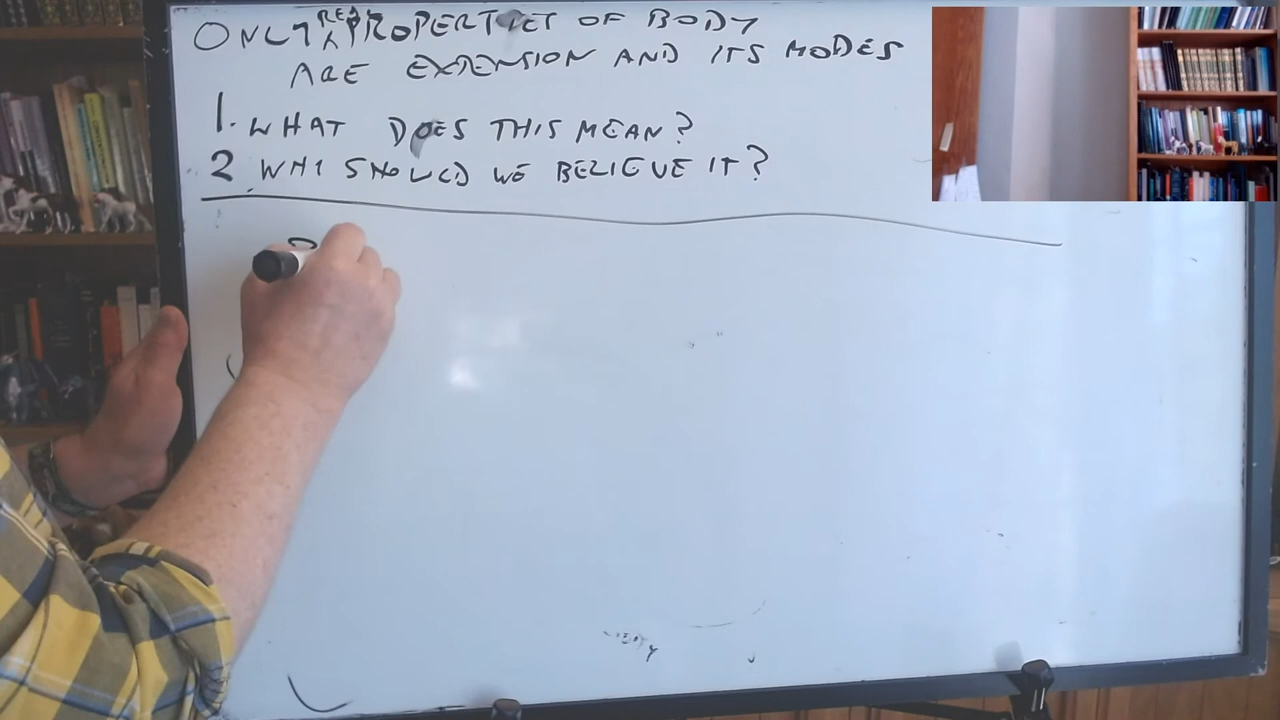 ONLY REAL PROPERTIES OF BODY
ARE EXTENSION AND ITS MODES
1. WHAT DOES THIS MEAN?
2. WHY SHOULD WE BELIEVE IT?